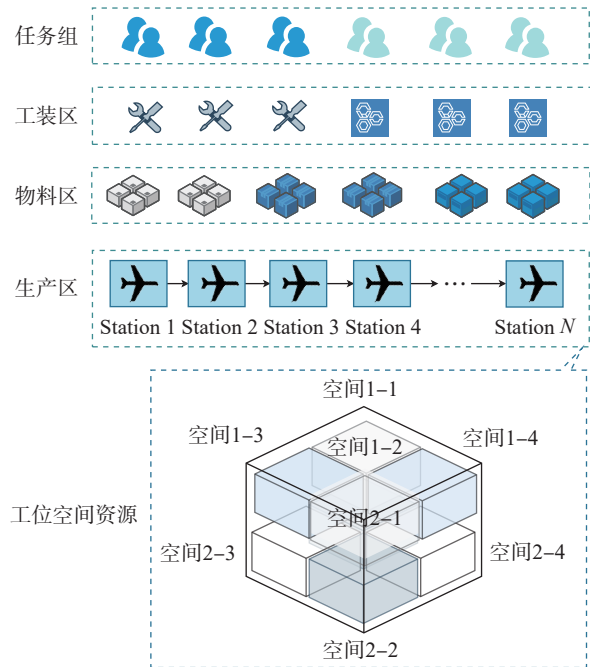 任务组
工装区
物料区
生产区
Station 1 Station 2 Station 3 Station 4 ··· Station N
空间1-1
空间1-3 空间1-2 空间1-4
工位空间资源
空间2-1
空间2-3 空间2-4
空间2-2